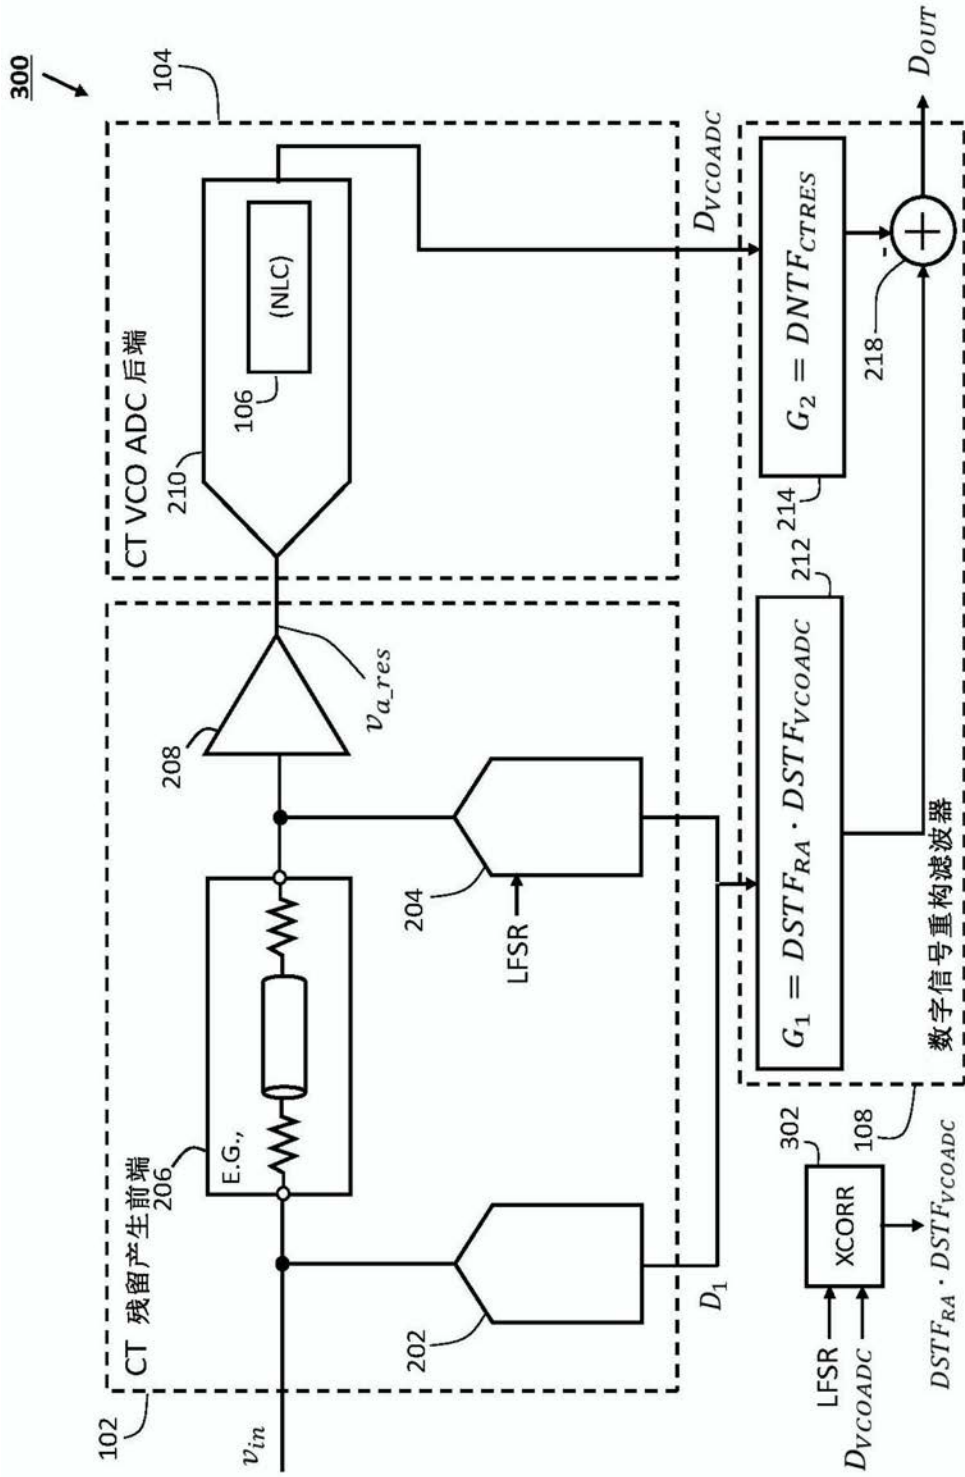 300
104
CT VCO ADC 后端
210
106
(NLC)
D_VCOADC
102
CT 残留产生前端
206
E.G.,
208
v_in
v_a_res
202
204
LFSR
D_1
212
214
G_1 = DSTF_RA · DSTF_VCOADC
G_2 = DNTF_CTRES
218
-
+
D_OUT
数字信号重构滤波器
108
302
XCORR
LFSR
D_VCOADC
DSTF_RA · DSTF_VCOADC